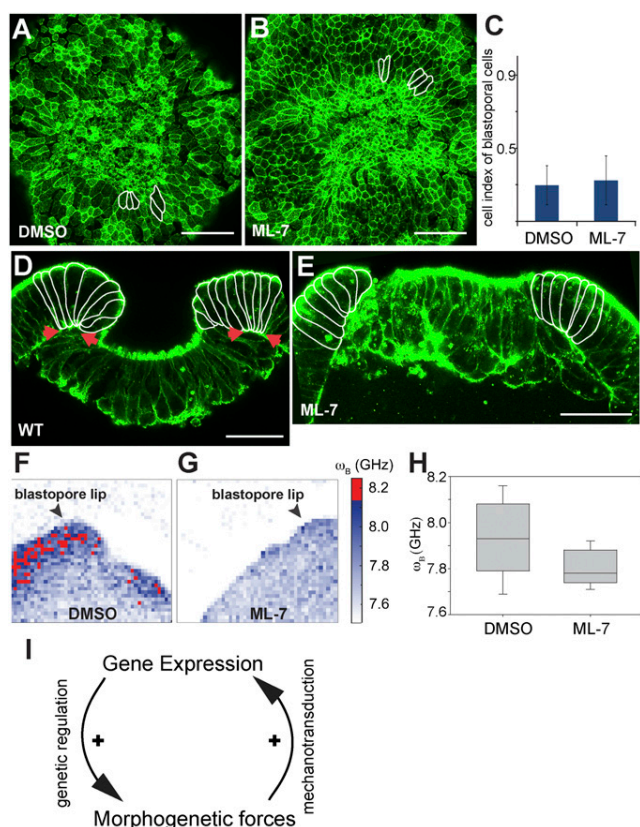 A
B
C
DMSO
ML-7
cell index of blastoporal cells
0.9
0.5
DMSO
ML-7
D
E
WT
ML-7
F
G
H
blastopore lip
blastopore lip
DMSO
ML-7
ω_B (GHz)
8.2
8.0
7.8
7.6
ω_B (GHz)
8.2
8.0
7.8
7.6
DMSO
ML-7
I
Gene Expression
genetic regulation
+
+
mechanotransduction
Morphogenetic forces